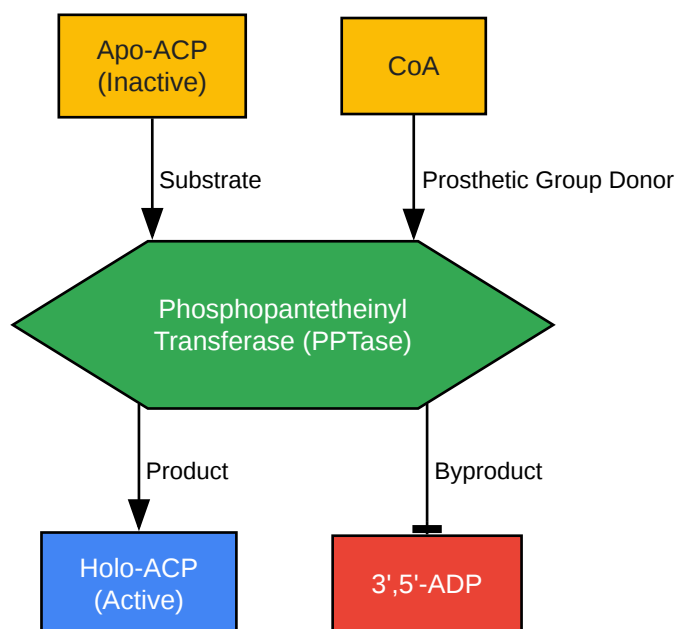 Apo-ACP
(Inactive)
CoA
Substrate
Prosthetic Group Donor
Phosphopantetheinyl
Transferase (PPTase)
Product
Byproduct
Holo-ACP
(Active)
3',5'-ADP